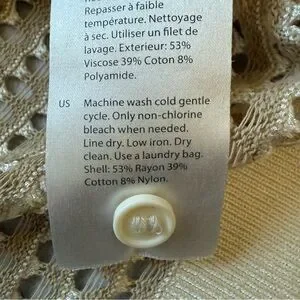 Repasser à faible
température. Nettoyage
à sec. Utiliser un filet de
lavage. Exterieur: 53%
Viscose 39% Coton 8%
Polyamide.
US Machine wash cold gentle
cycle. Only non-chlorine
bleach when needed.
Line dry. Low iron. Dry
clean. Use a laundry bag.
Shell: 53% Rayon 39%
Cotton 8% Nylon.